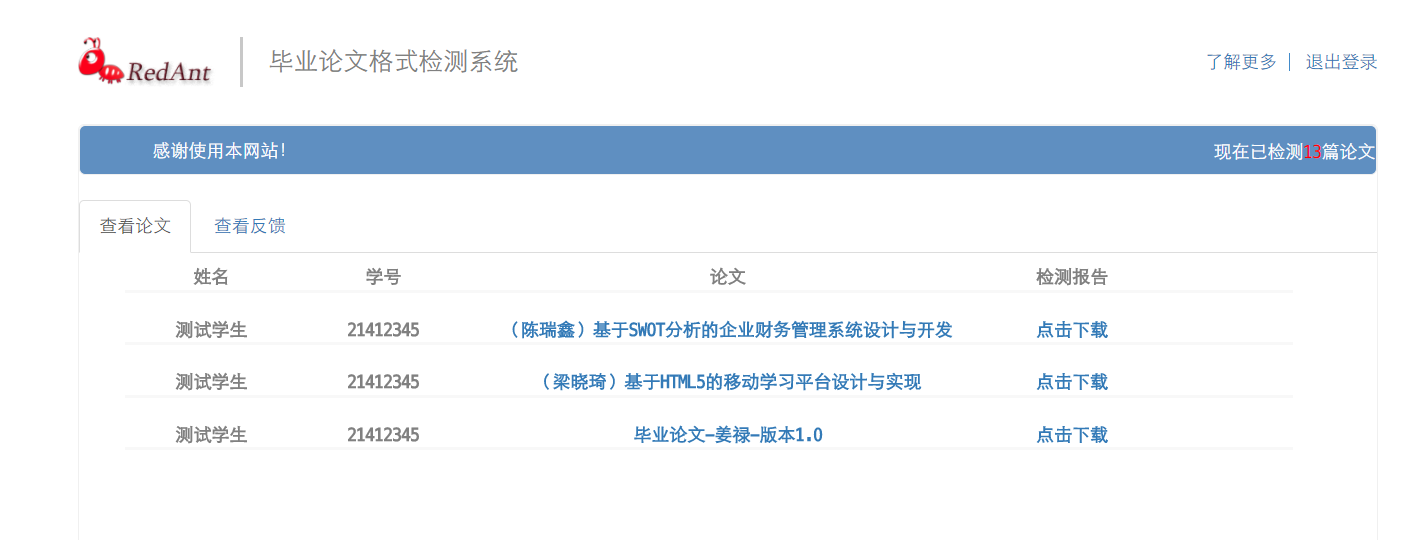 RedAnt 毕业论文格式检测系统 了解更多 | 退出登录
感谢使用本网站! 现在已检测13篇论文
查看论文 查看反馈
姓名 学号 论文 检测报告
测试学生 21412345 （陈瑞鑫）基于SWOT分析的企业财务管理系统设计与开发 点击下载
测试学生 21412345 （梁晓琦）基于HTML5的移动学习平台设计与实现 点击下载
测试学生 21412345 毕业论文-姜禄-版本1.0 点击下载